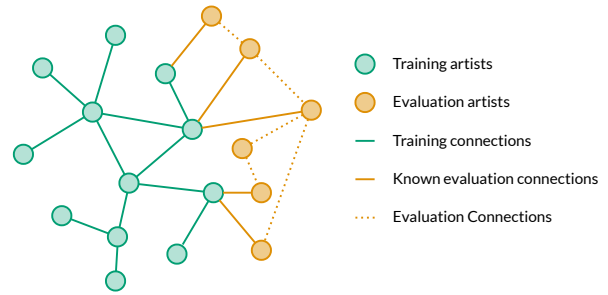 Training artists
Evaluation artists
Training connections
Known evaluation connections
Evaluation Connections